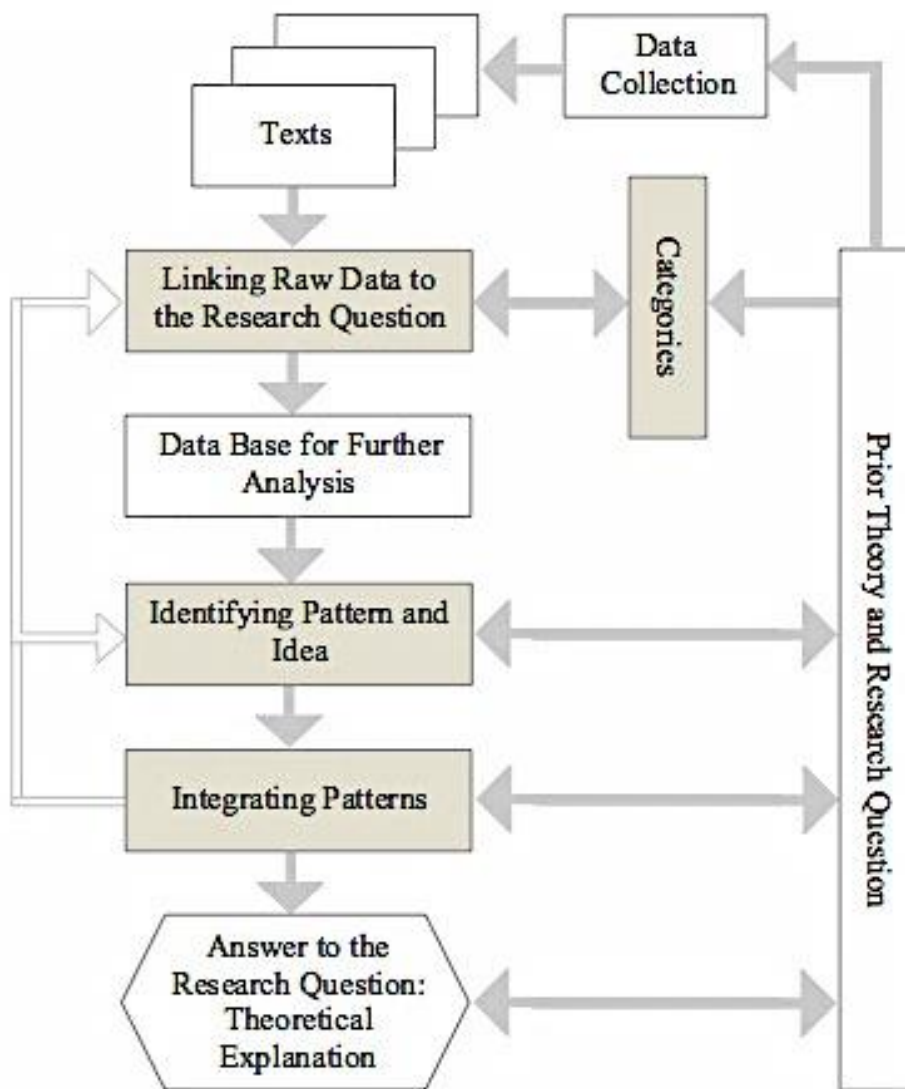 Data
Collection
Texts
Linking Raw Data to
the Research Question
Categories
Data Base for Further
Analysis
Identifying Pattern and
Idea
Integrating Patterns
Answer to the
Research Question:
Theoretical
Explanation
Prior Theory and Research Question